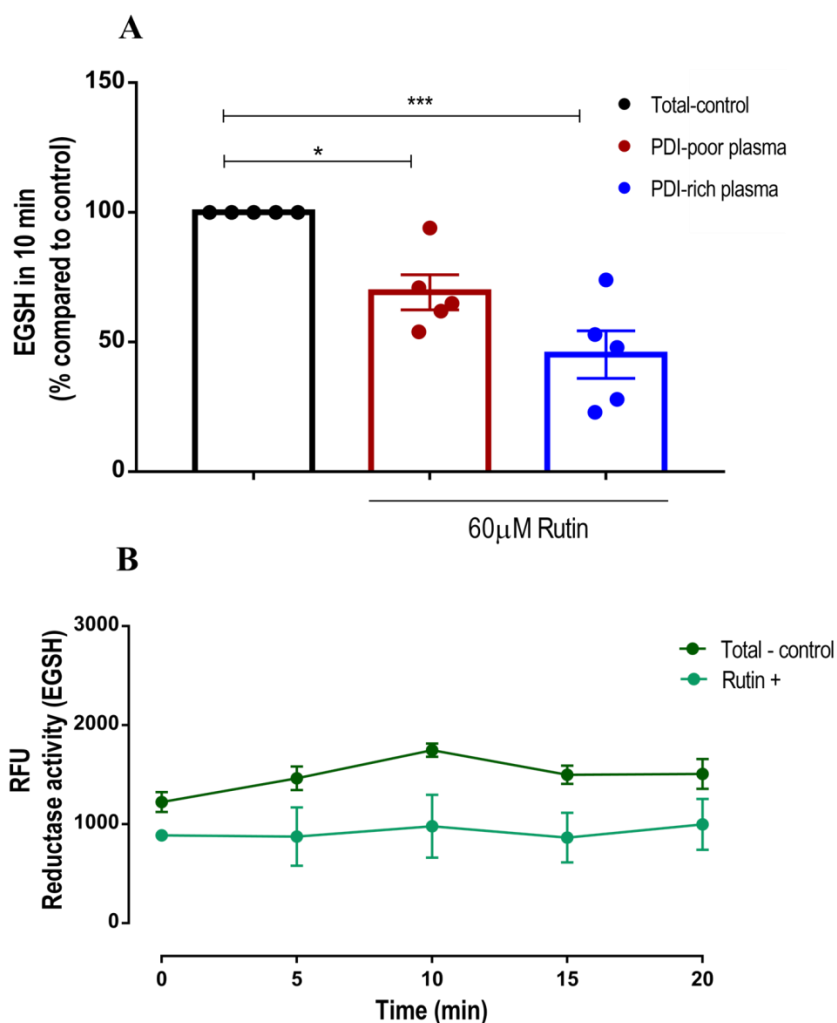 A
150
100
50
0
EGSH in 10 min
(% compared to control)
***
*
Total-control
PDI-poor plasma
PDI-rich plasma
60μM Rutin
B
3000
2000
1000
0
RFU
Reductase activity (EGSH)
Total - control
Rutin +
0 5 10 15 20
Time (min)